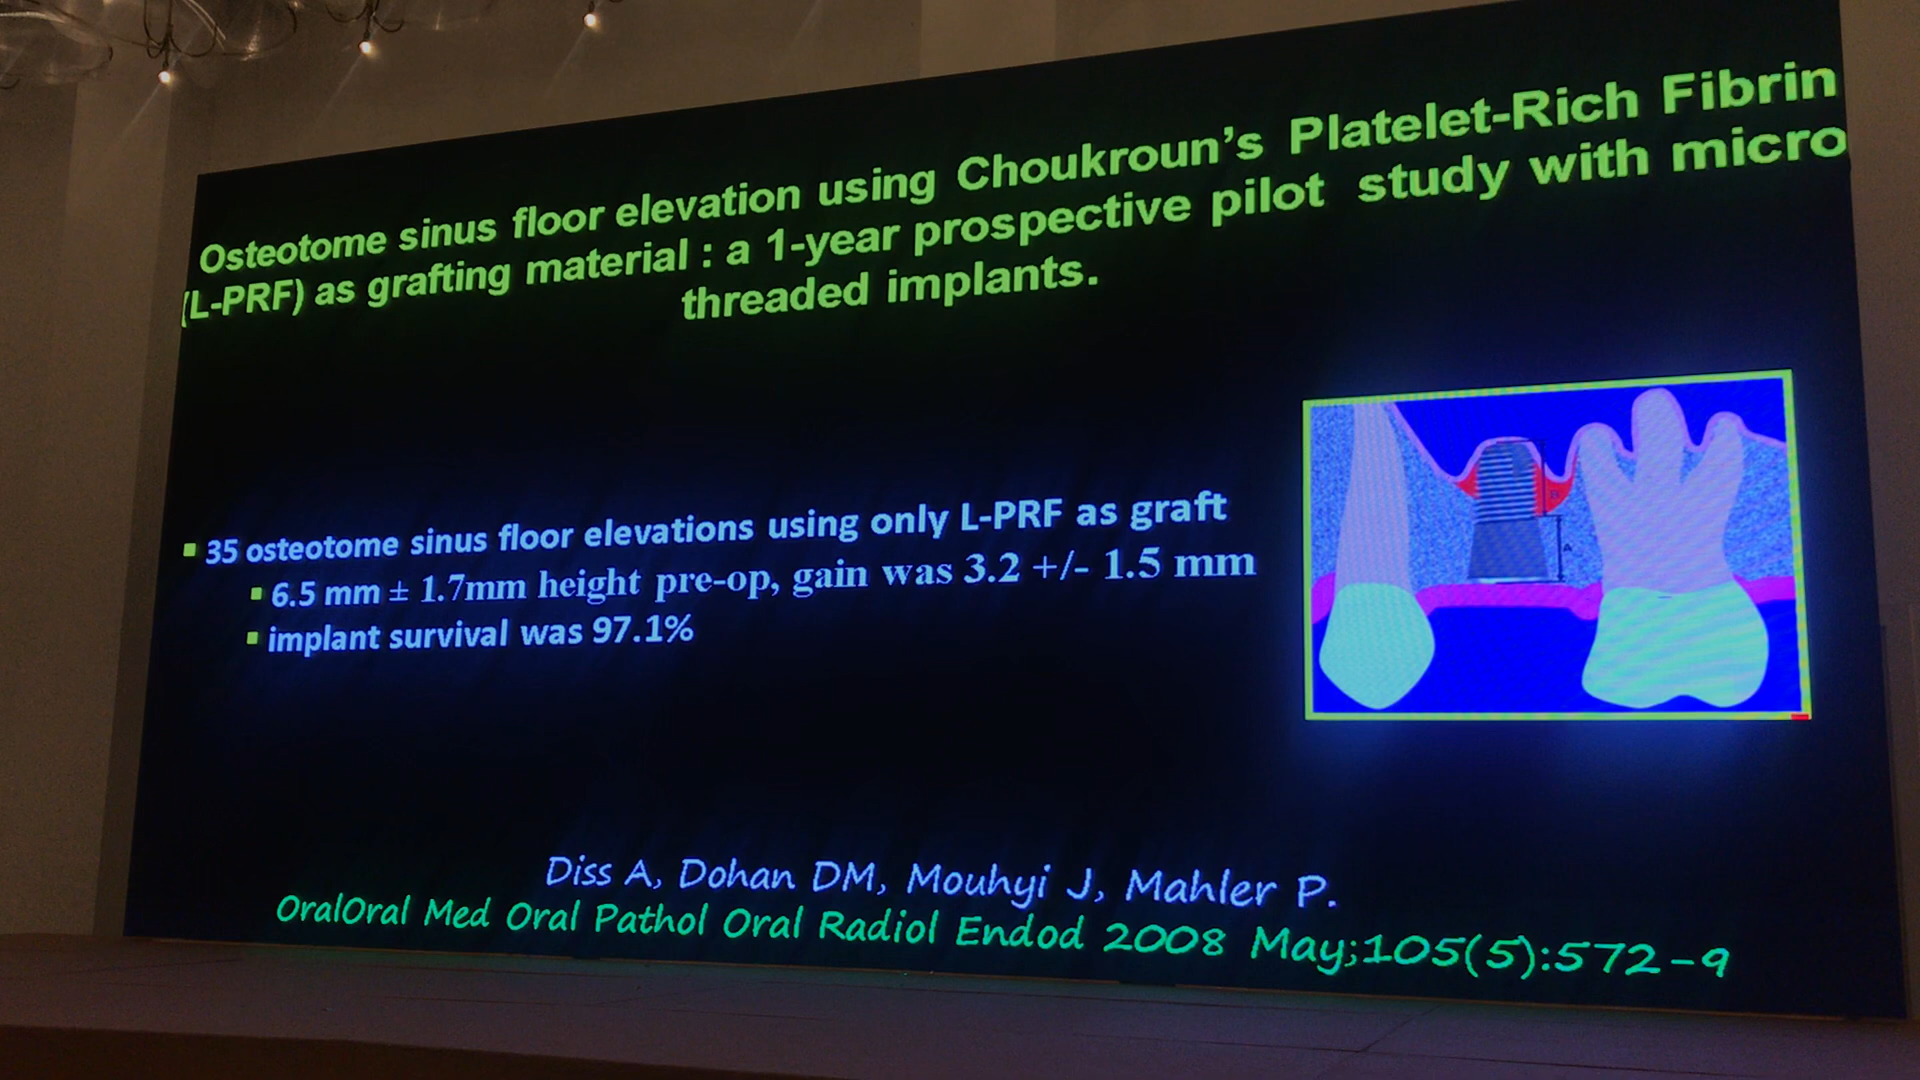 Osteotome sinus floor elevation using Choukroun's Platelet-Rich Fibrin
(L-PRF) as grafting material : a 1-year prospective pilot study with micro
threaded implants.
▪ 35 osteotome sinus floor elevations using only L-PRF as graft
▪ 6.5 mm ± 1.7mm height pre-op, gain was 3.2 +/- 1.5 mm
▪ implant survival was 97.1%
B
A
Diss A, Dohan DM, Mouhyi J, Mahler P.
OralOral Med Oral Pathol Oral Radiol Endod 2008 May;105(5):572-9